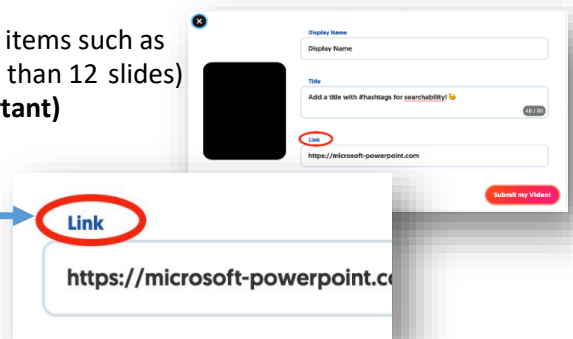 items such as
than 12 slides)
tant)
Display Name
Display Name
Title
Add a title with #hashtags for searchability! 😉
48 / 80
Link
https://microsoft-powerpoint.com
Submit my Video!
Link
https://microsoft-powerpoint.co